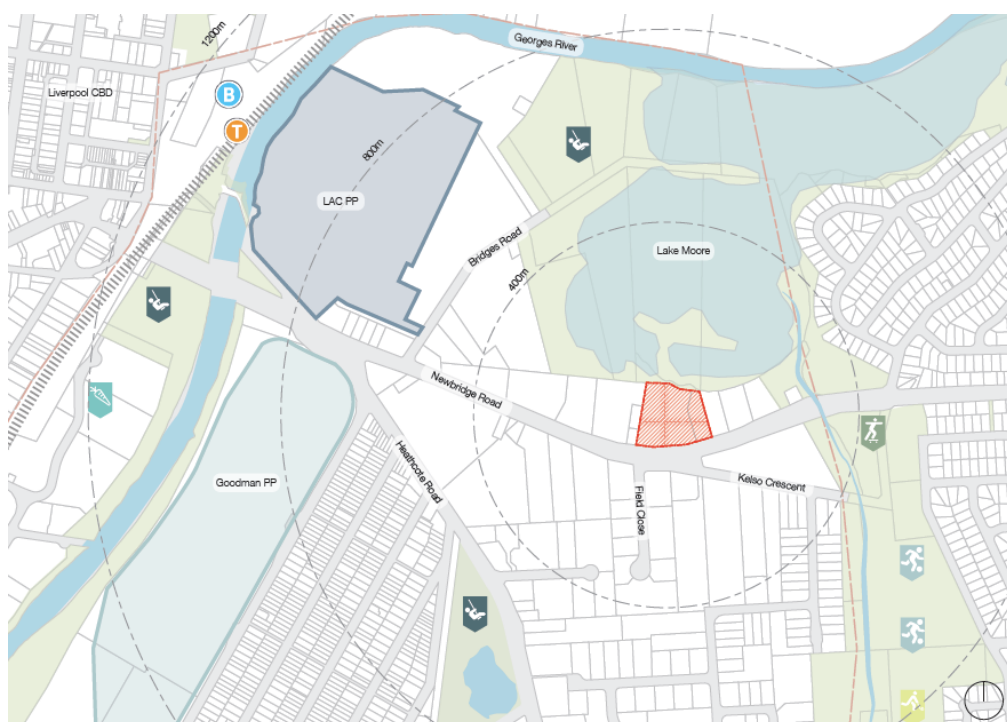 Georges River
1200m
Liverpool CBD
B
T
800m
LAC PP
Bridges Road
Lake Moore
400m
Newbridge Road
Heathcote Road
Goodman PP
Kelso Crescent
Field Close